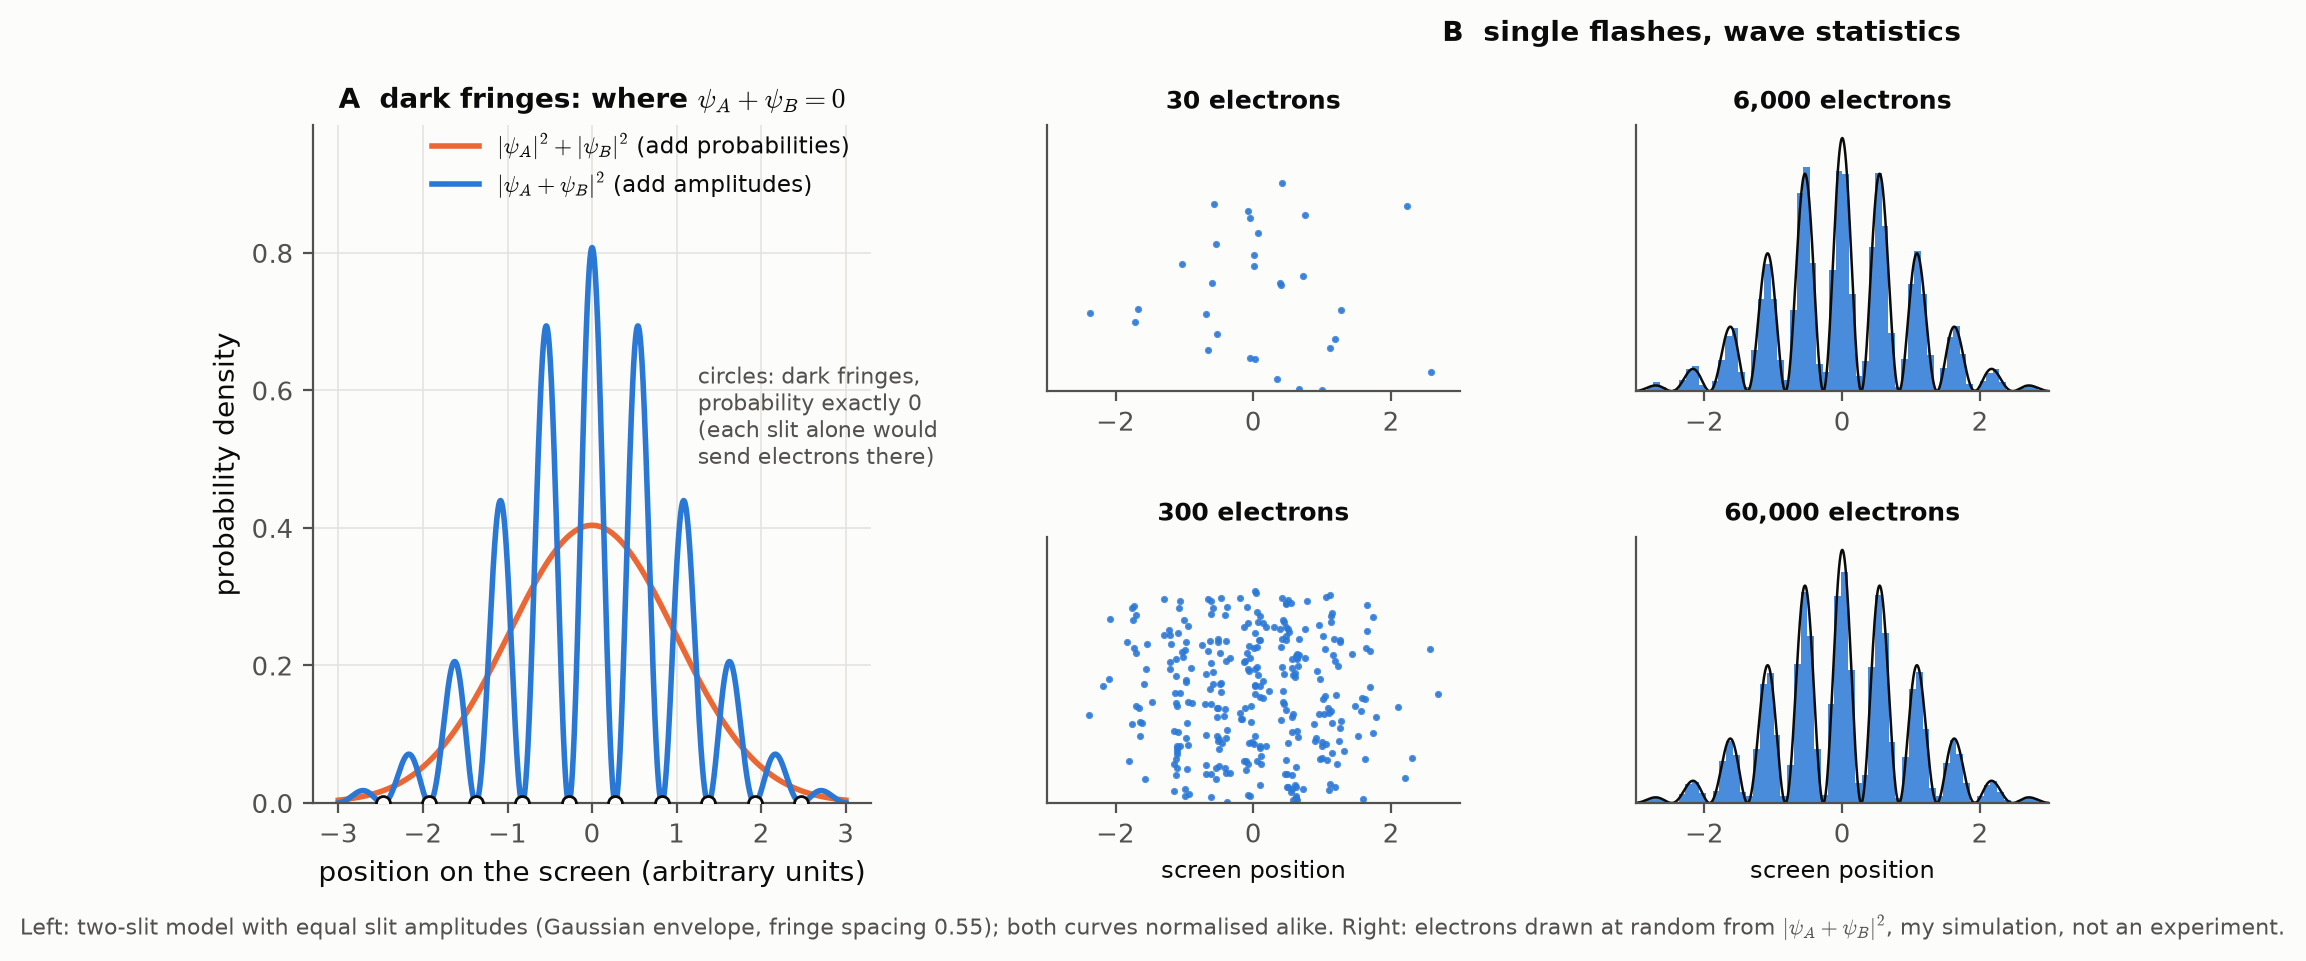 B  single flashes, wave statistics
A  dark fringes: where ψ_A + ψ_B = 0
|ψ_A|² + |ψ_B|² (add probabilities)
|ψ_A + ψ_B|² (add amplitudes)
circles: dark fringes,
probability exactly 0
(each slit alone would
send electrons there)
probability density
0.8
0.6
0.4
0.2
0.0
−3 −2 −1 0 1 2 3
position on the screen (arbitrary units)
30 electrons
−2 0 2
6,000 electrons
−2 0 2
300 electrons
−2 0 2
screen position
60,000 electrons
−2 0 2
screen position
Left: two-slit model with equal slit amplitudes (Gaussian envelope, fringe spacing 0.55); both curves normalised alike. Right: electrons drawn at random from |ψ_A + ψ_B|², my simulation, not an experiment.